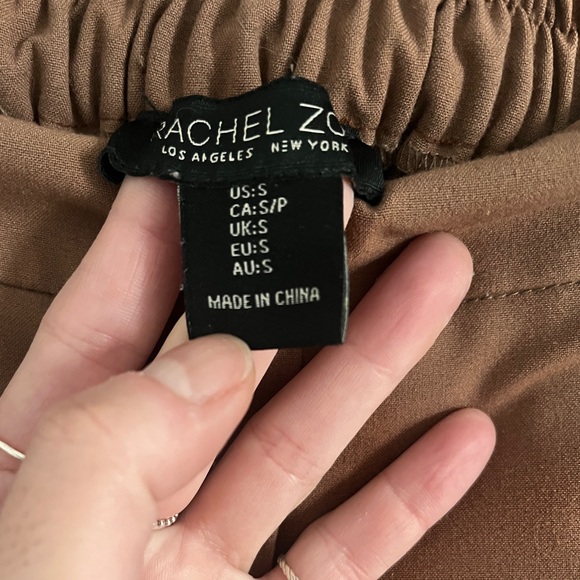 RACHEL ZO
LOS ANGELES NEW YORK
US:S
CA:S/P
UK:S
EU:S
AU:S
MADE IN CHINA